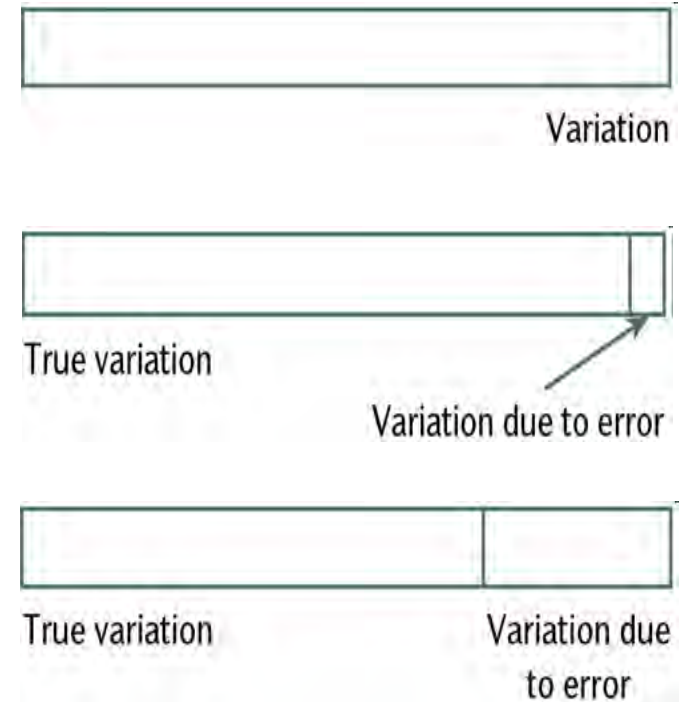 Variation
True variation
Variation due to error
True variation
Variation due
to error